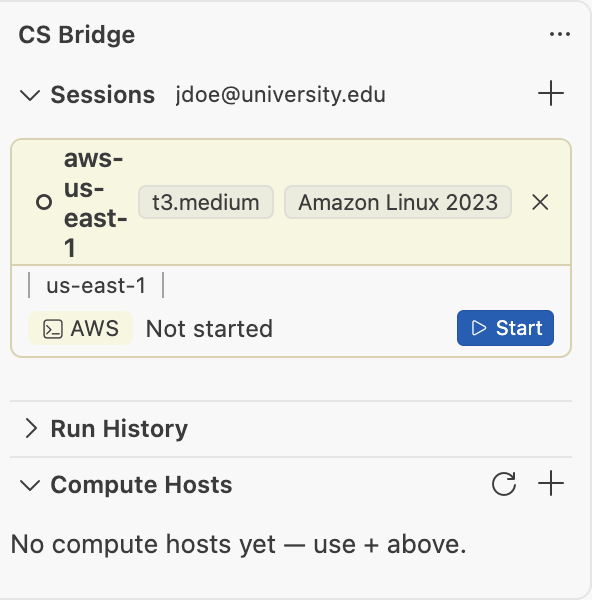 CS Bridge
Sessions jdoe@university.edu
aws-
us-
east-
1
t3.medium Amazon Linux 2023
us-east-1
AWS Not started Start
Run History
Compute Hosts
No compute hosts yet — use + above.